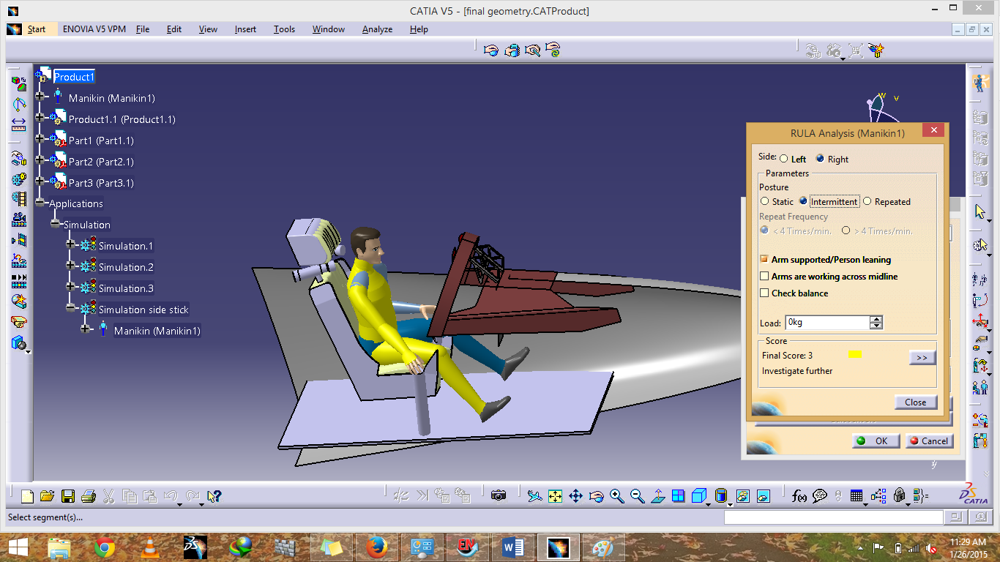 CATIA V5 - [final geometry.CATProduct]
Start ENOVIA V5 VPM File Edit View Insert Tools Window Analyze Help
Product1
Manikin (Manikin1)
Product1.1 (Product1.1)
Part1 (Part1.1)
Part2 (Part2.1)
Part3 (Part3.1)
Applications
Simulation
Simulation.1
Simulation.2
Simulation.3
Simulation side stick
Manikin (Manikin1)
w v
RULA Analysis (Manikin1)
Side: Left Right
Parameters
Posture
Static Intermittent Repeated
Repeat Frequency
< 4 Times/min. > 4 Times/min.
Arm supported/Person leaning
Arms are working across midline
Check balance
Load: 0kg
Score
Final Score: 3 >>
Investigate further
Close
OK Cancel
f(x)
CATIA
Select segment(s)...
EN W
11:29 AM
1/26/2015